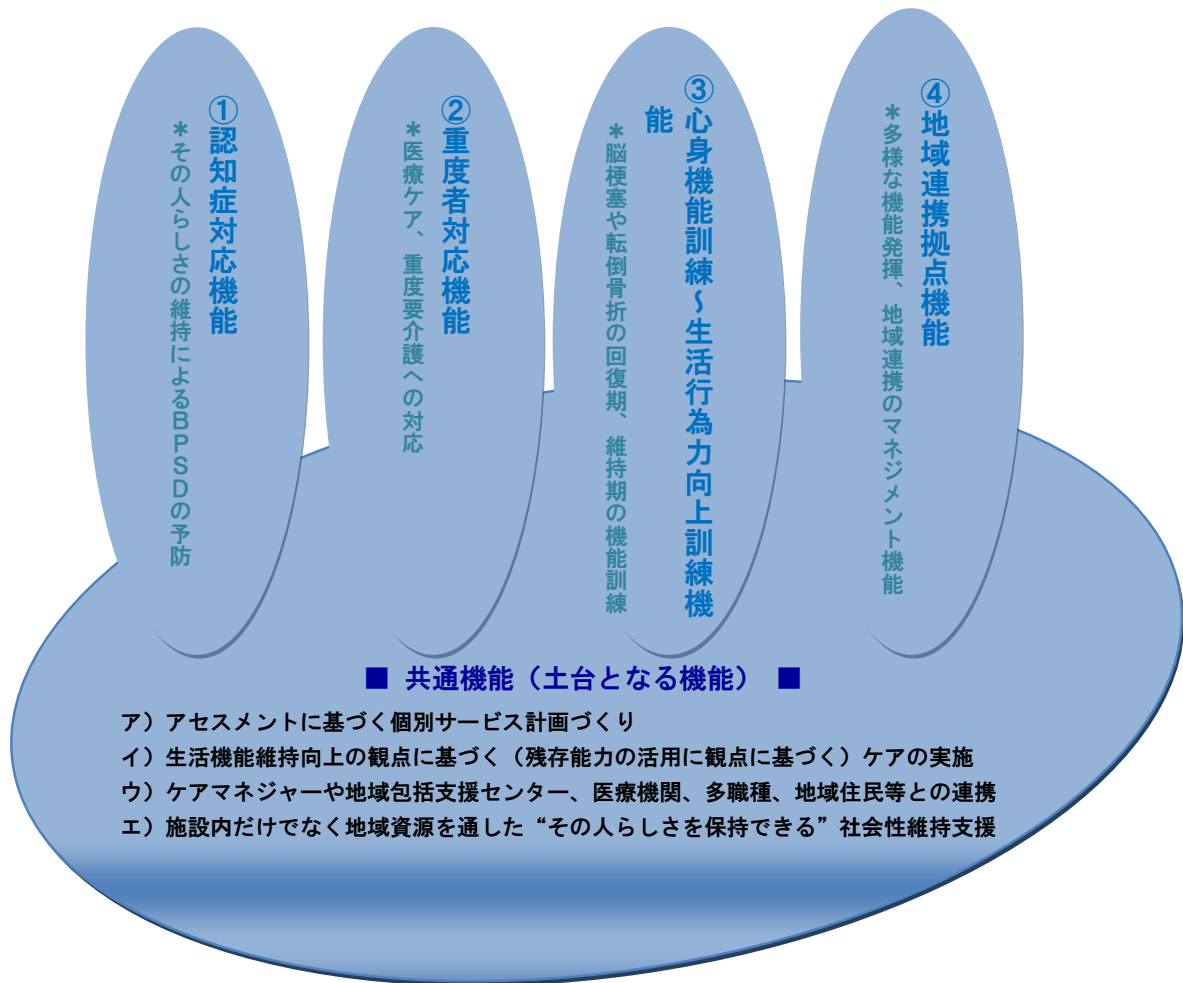 ①認知症対応機能
＊その人らしさの維持によるＢＰＳＤの予防
②重度者対応機能
＊医療ケア、重度要介護への対応
③心身機能訓練～生活行為力向上訓練機
能
＊脳梗塞や転倒骨折の回復期、維持期の機能訓練
④地域連携拠点機能
＊多様な機能発揮、地域連携のマネジメント機能
■ 共通機能（土台となる機能） ■
ア）アセスメントに基づく個別サービス計画づくり
イ）生活機能維持向上の観点に基づく（残存能力の活用に観点に基づく）ケアの実施
ウ）ケアマネジャーや地域包括支援センター、医療機関、多職種、地域住民等との連携
エ）施設内だけでなく地域資源を通した“その人らしさを保持できる”社会性維持支援